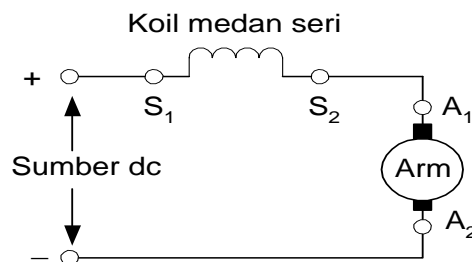 Koil medan seri
+
S1
S2
A1
Sumber dc
Arm
A2
–